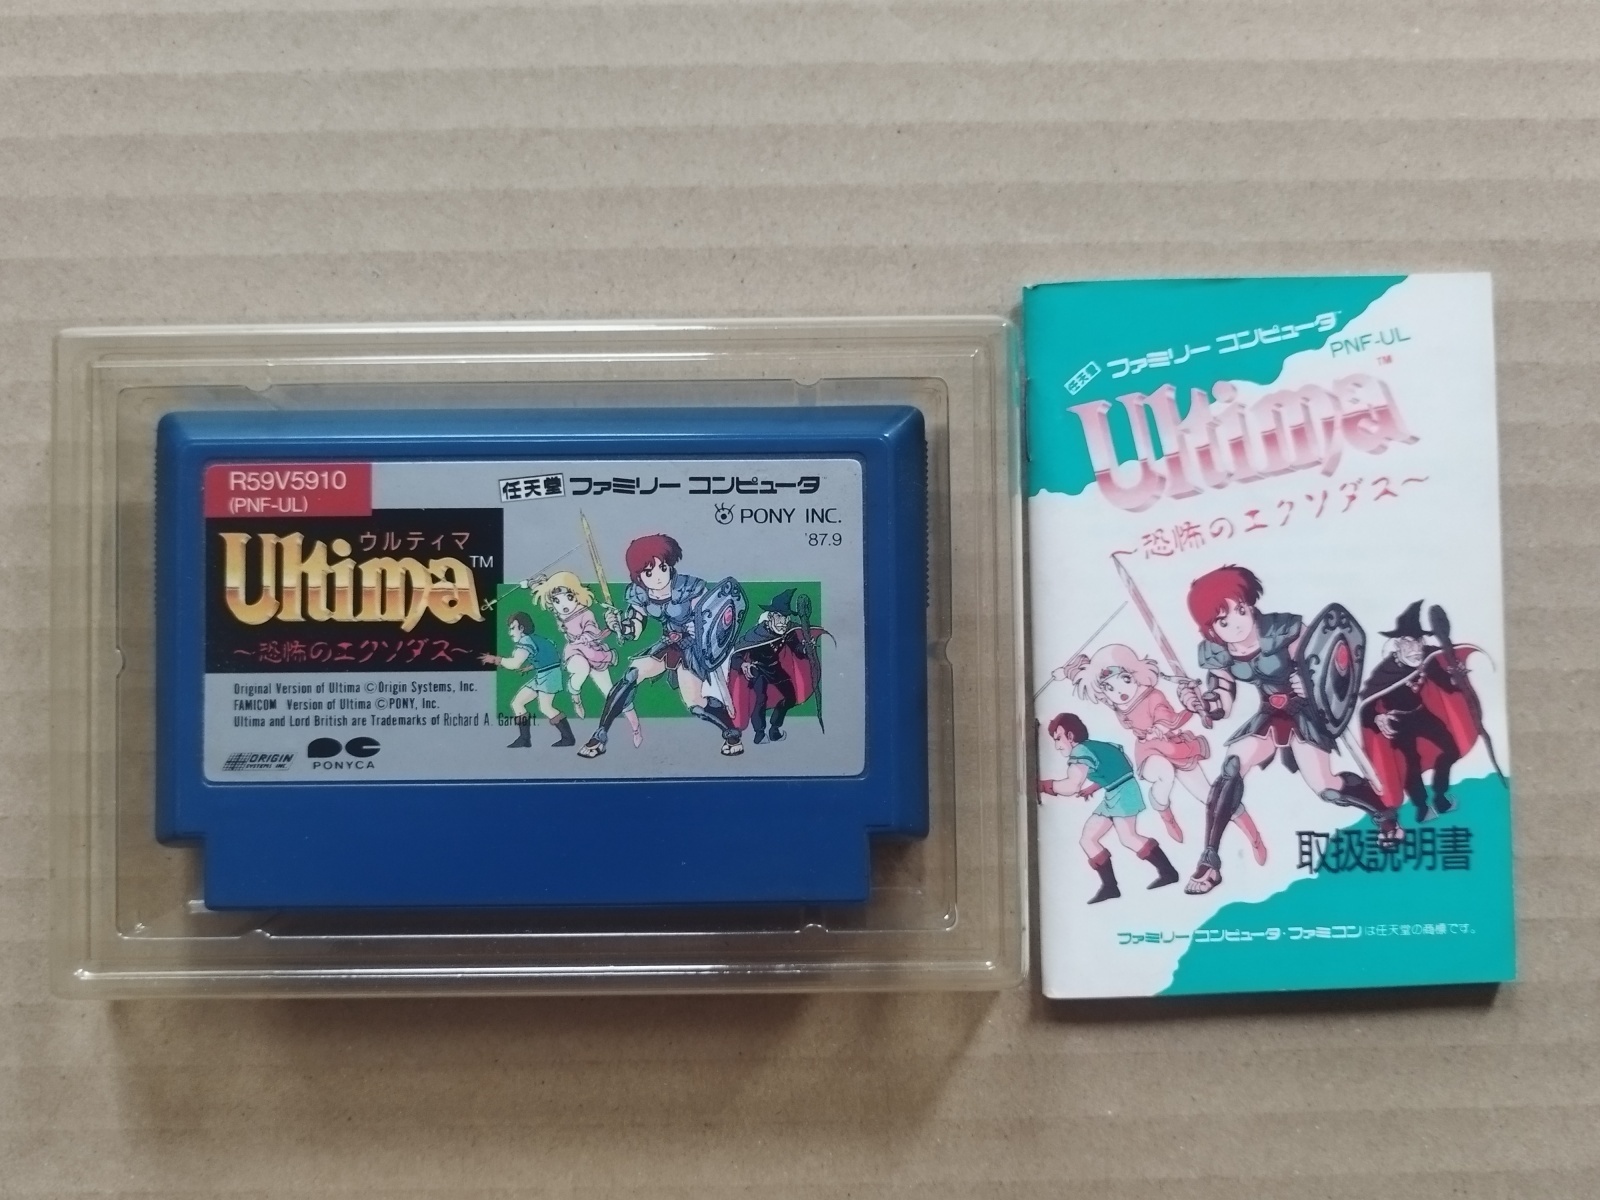 R59V5910
(PNF-UL)
任天堂 ファミリー コンピュータ
PONY INC.
'87.9
ウルティマ
Ultima TM
～恐怖のエクソダス～
Original Version of Ultima ©Origin Systems, Inc.
FAMICOM Version of Ultima ©PONY, Inc.
Ultima and Lord British are Trademarks of Richard A. Garriott.
ORIGIN
SYSTEMS INC.
PONYCA
任天堂 ファミリー コンピュータ
PNF-UL
Ultima TM
～恐怖のエクソダス～
取扱説明書
ファミリー コンピュータ・ファミコンは任天堂の商標です。